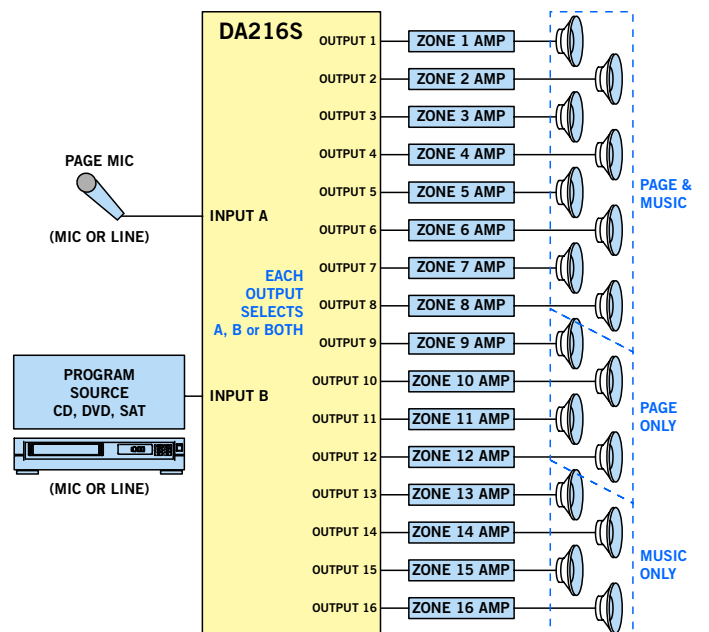 DA216S
OUTPUT 1
ZONE 1 AMP
OUTPUT 2
ZONE 2 AMP
OUTPUT 3
ZONE 3 AMP
OUTPUT 4
ZONE 4 AMP
OUTPUT 5
ZONE 5 AMP
OUTPUT 6
ZONE 6 AMP
OUTPUT 7
ZONE 7 AMP
OUTPUT 8
ZONE 8 AMP
OUTPUT 9
ZONE 9 AMP
OUTPUT 10
ZONE 10 AMP
OUTPUT 11
ZONE 11 AMP
OUTPUT 12
ZONE 12 AMP
OUTPUT 13
ZONE 13 AMP
OUTPUT 14
ZONE 14 AMP
OUTPUT 15
ZONE 15 AMP
OUTPUT 16
ZONE 16 AMP
PAGE MIC
(MIC OR LINE)
INPUT A
EACH
OUTPUT
SELECTS
A, B or BOTH
PROGRAM
SOURCE
CD, DVD, SAT
INPUT B
(MIC OR LINE)
PAGE &
MUSIC
PAGE
ONLY
MUSIC
ONLY